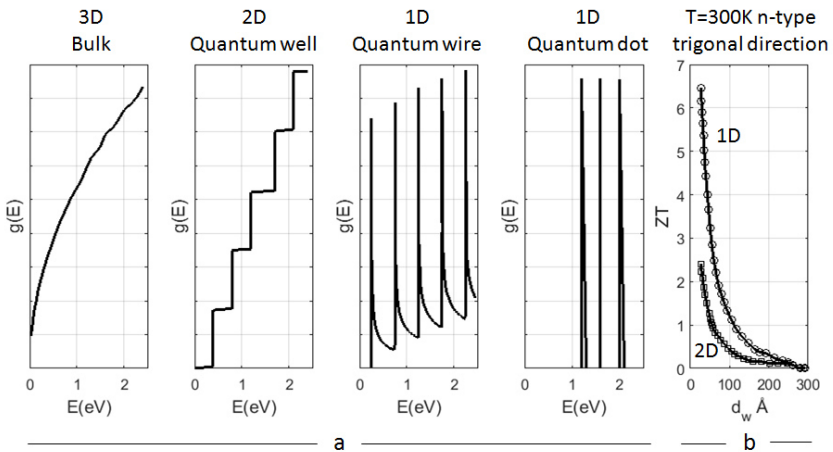 3D
Bulk
2D
Quantum well
1D
Quantum wire
1D
Quantum dot
T=300K n-type
trigonal direction
g(E)
0 1 2
E(eV)
g(E)
0 1 2
E(eV)
g(E)
0 1 2
E(eV)
g(E)
0 1 2
E(eV)
ZT
7
6
5
4
3
2
1
0
1D
2D
0 100 200 300
d_w Å
a
b